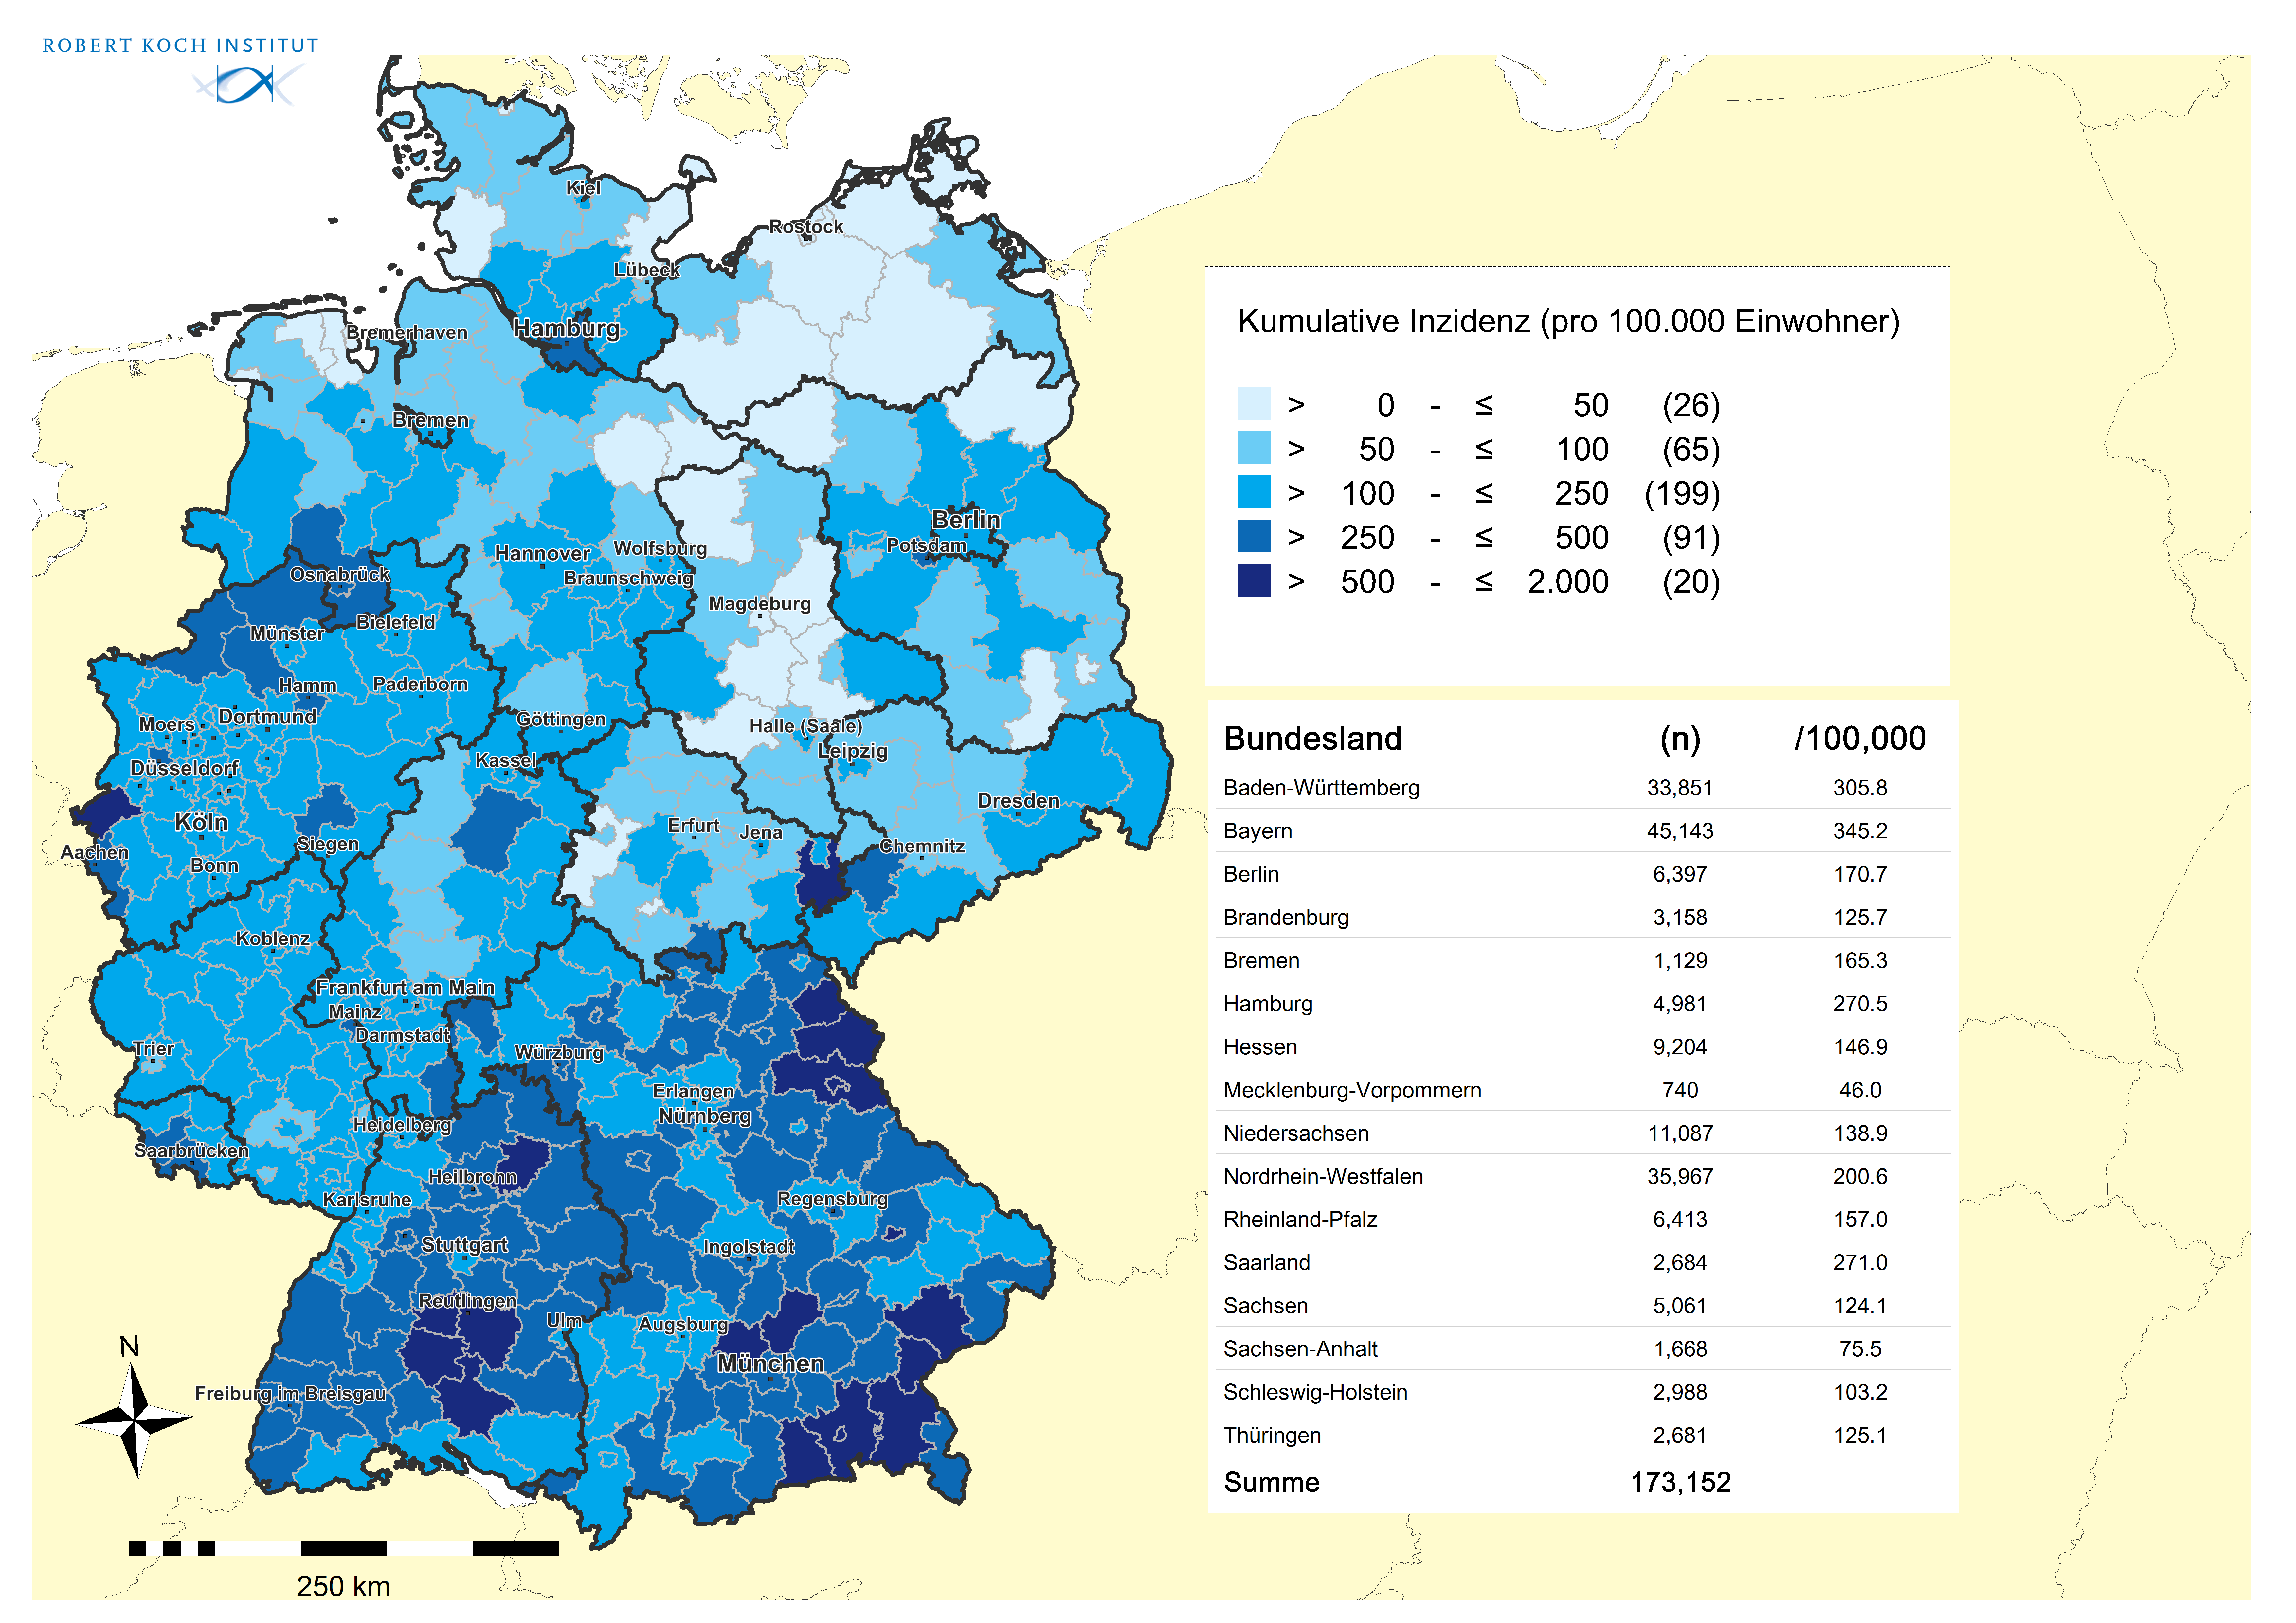 ROBERT KOCH INSTITUT
Kiel
Rostock
Lübeck
Hamburg
Bremerhaven
Bremen
Berlin
Potsdam
Hannover
Wolfsburg
Braunschweig
Osnabrück
Magdeburg
Bielefeld
Münster
Hamm
Paderborn
Moers
Dortmund
Göttingen
Halle (Saale)
Leipzig
Kassel
Düsseldorf
Dresden
Köln
Erfurt
Jena
Siegen
Chemnitz
Aachen
Bonn
Koblenz
Frankfurt am Main
Mainz
Darmstadt
Trier
Würzburg
Erlangen
Nürnberg
Heidelberg
Saarbrücken
Heilbronn
Karlsruhe
Regensburg
Stuttgart
Ingolstadt
Reutlingen
Ulm
Augsburg
München
Freiburg im Breisgau
N
250 km
Kumulative Inzidenz (pro 100.000 Einwohner)
> 0 - ≤ 50 (26)
> 50 - ≤ 100 (65)
> 100 - ≤ 250 (199)
> 250 - ≤ 500 (91)
> 500 - ≤ 2.000 (20)
Bundesland (n) /100,000
Baden-Württemberg 33,851 305.8
Bayern 45,143 345.2
Berlin 6,397 170.7
Brandenburg 3,158 125.7
Bremen 1,129 165.3
Hamburg 4,981 270.5
Hessen 9,204 146.9
Mecklenburg-Vorpommern 740 46.0
Niedersachsen 11,087 138.9
Nordrhein-Westfalen 35,967 200.6
Rheinland-Pfalz 6,413 157.0
Saarland 2,684 271.0
Sachsen 5,061 124.1
Sachsen-Anhalt 1,668 75.5
Schleswig-Holstein 2,988 103.2
Thüringen 2,681 125.1
Summe 173,152